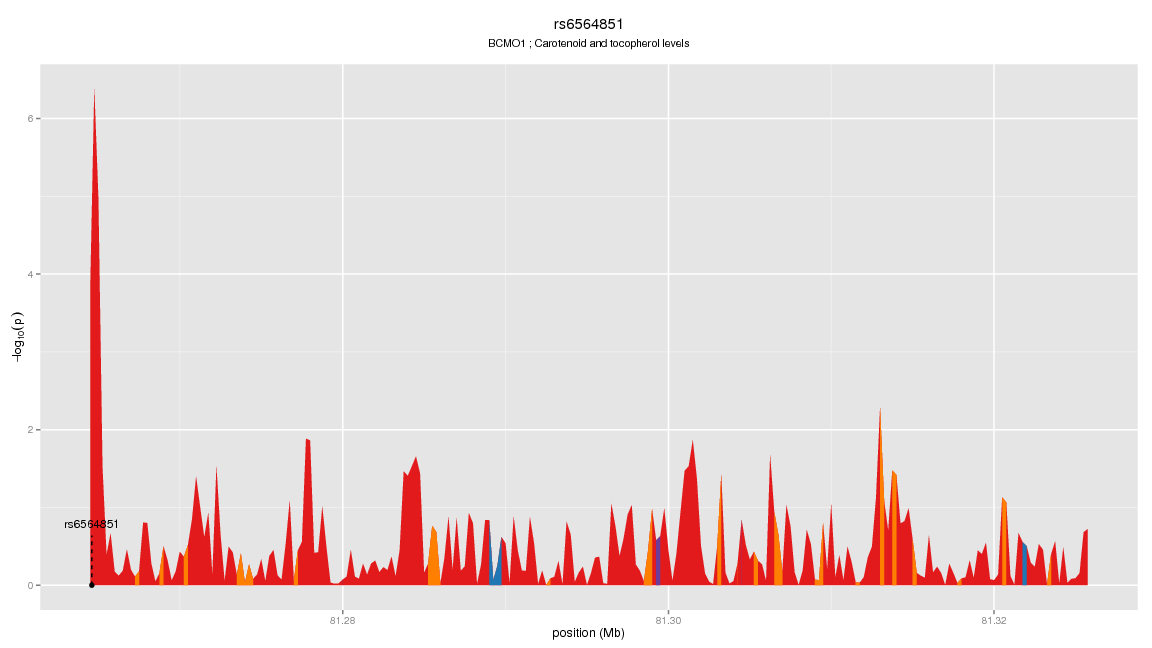 rs6564851
BCMO1 ; Carotenoid and tocopherol levels
−log10(p)
6
4
2
0
rs6564851
81.28
81.30
81.32
position (Mb)